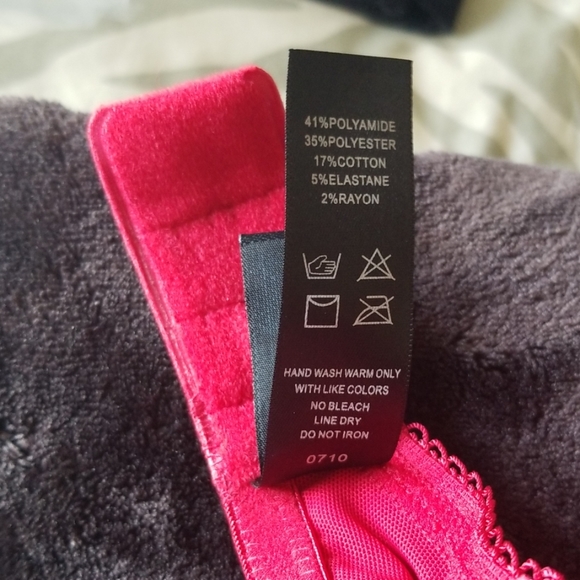 41%POLYAMIDE
35%POLYESTER
17%COTTON
5%ELASTANE
2%RAYON
HAND WASH WARM ONLY
WITH LIKE COLORS
NO BLEACH
LINE DRY
DO NOT IRON
0710